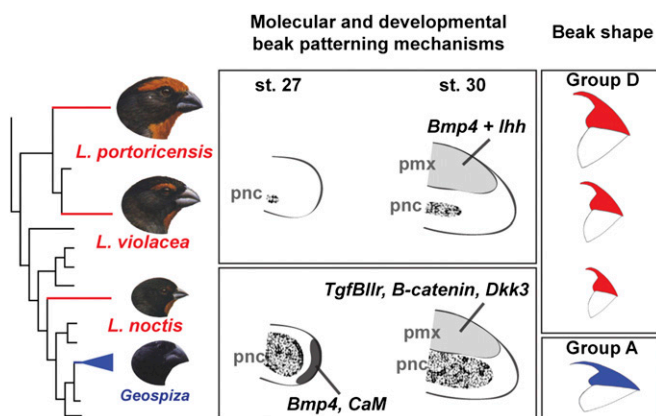 Molecular and developmental
beak patterning mechanisms
Beak shape
st. 27
st. 30
Group D
Bmp4 + Ihh
pmx
pnc
pnc
L. portoricensis
L. violacea
TgfBIIr, B-catenin, Dkk3
L. noctis
pmx
pnc
pnc
Group A
Geospiza
Bmp4, CaM